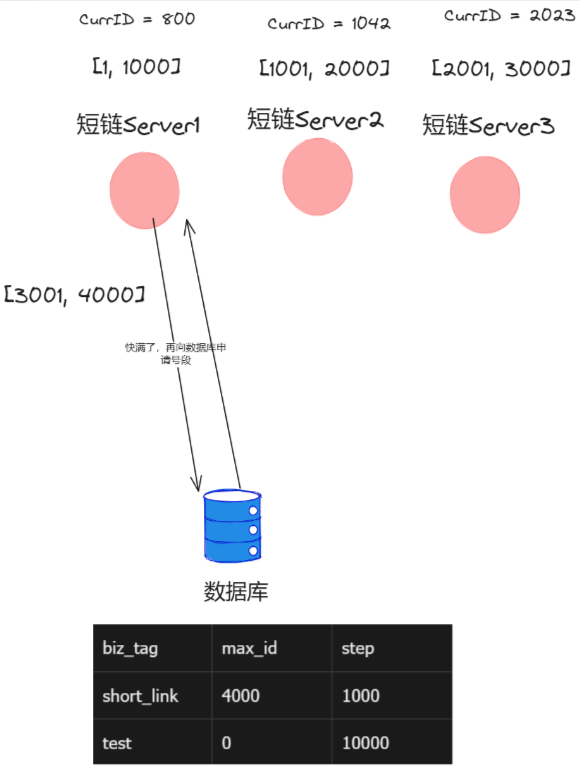 CurrID = 800
CurrID = 1042
CurrID = 2023
[1, 1000]
[1001, 2000]
[2001, 3000]
短链Server1
短链Server2
短链Server3
[3001, 4000]
快满了，再向数据库申
请号段
数据库
biz_tag max_id step
short_link 4000 1000
test 0 10000